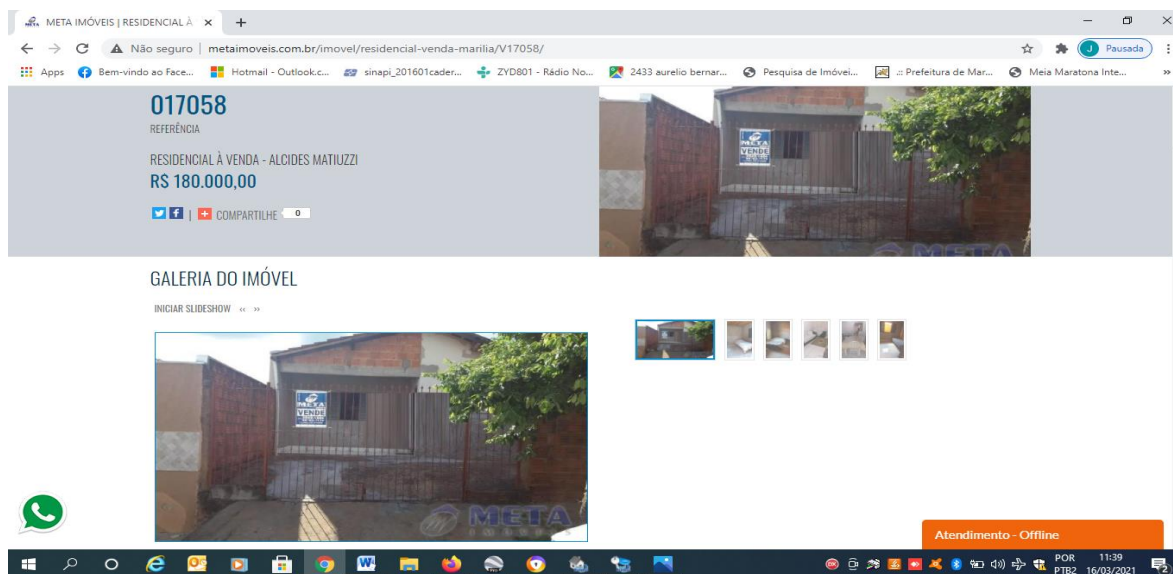 META IMÓVEIS | RESIDENCIAL À
Não seguro | metaimoveis.com.br/imovel/residencial-venda-marilia/V17058/
J Pausada
Apps Bem-vindo ao Face... Hotmail - Outlook.c... sinapi_201601cader... ZYD801 - Rádio No... 2433 aurelio bernar... Pesquisa de Imóvei... .:: Prefeitura de Mar... Meia Maratona Inte... »
017058
REFERÊNCIA
RESIDENCIAL À VENDA - ALCIDES MATIUZZI
R$ 180.000,00
| COMPARTILHE 0
META
VENDE
META
GALERIA DO IMÓVEL
INICIAR SLIDESHOW ‹‹ ››
META
VENDE
META
Atendimento - Offline
POR 11:39
PTB2 16/03/2021